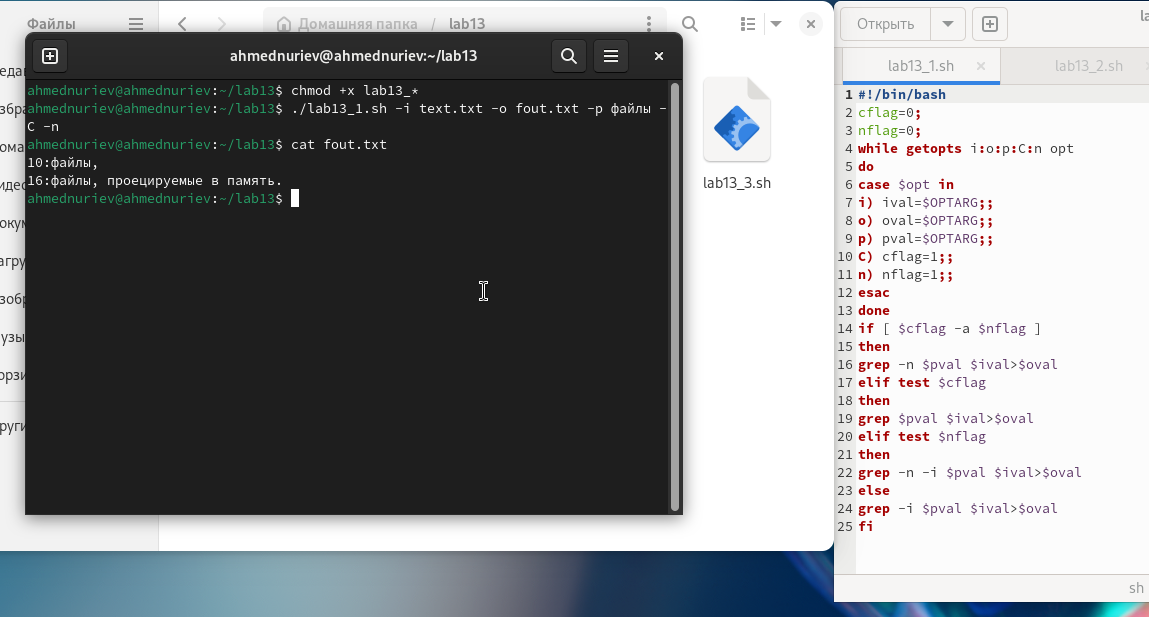 Файлы
Домашняя папка / lab13
Открыть
lab13_1.sh
lab13_2.sh
ahmednuriev@ahmednuriev:~/lab13
ahmednuriev@ahmednuriev:~/lab13$ chmod +x lab13_*
ahmednuriev@ahmednuriev:~/lab13$ ./lab13_1.sh -i text.txt -o fout.txt -p файлы -
C -n
ahmednuriev@ahmednuriev:~/lab13$ cat fout.txt
10:файлы,
16:файлы, проецируемые в память.
ahmednuriev@ahmednuriev:~/lab13$
lab13_3.sh
1 #!/bin/bash
2 cflag=0;
3 nflag=0;
4 while getopts i:o:p:C:n opt
5 do
6 case $opt in
7 i) ival=$OPTARG;;
8 o) oval=$OPTARG;;
9 p) pval=$OPTARG;;
10 C) cflag=1;;
11 n) nflag=1;;
12 esac
13 done
14 if [ $cflag -a $nflag ]
15 then
16 grep -n $pval $ival>$oval
17 elif test $cflag
18 then
19 grep $pval $ival>$oval
20 elif test $nflag
21 then
22 grep -n -i $pval $ival>$oval
23 else
24 grep -i $pval $ival>$oval
25 fi
sh